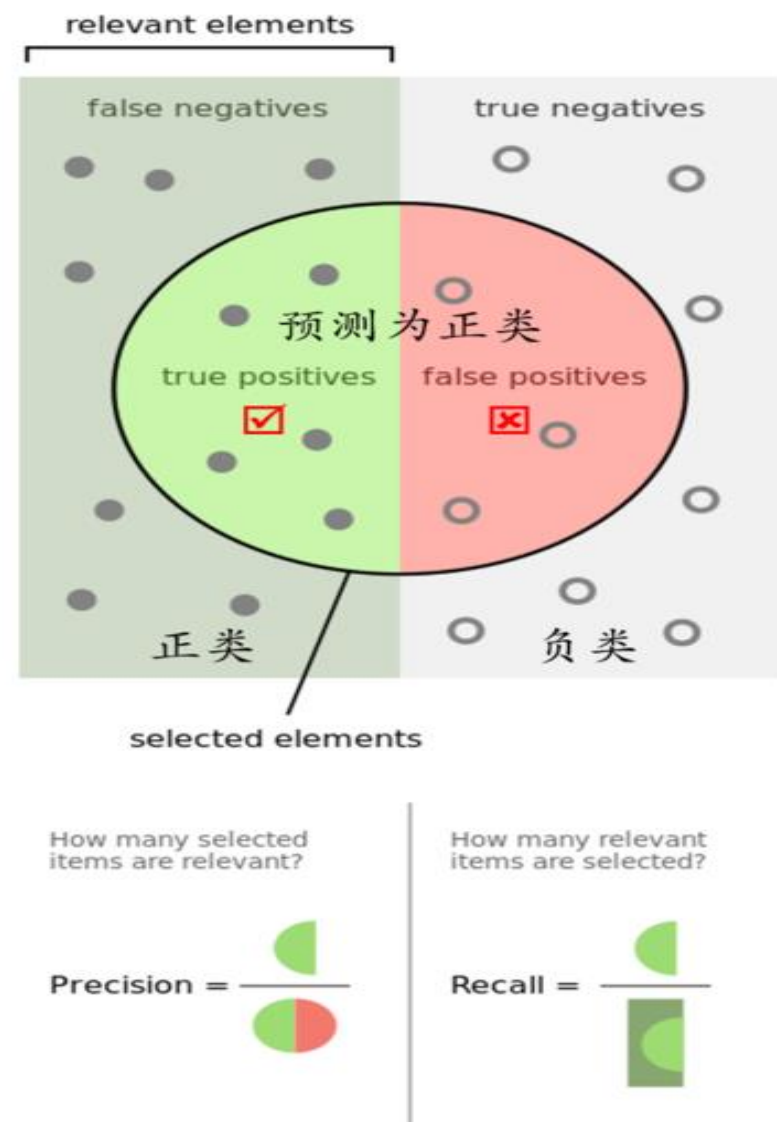 relevant elements
false negatives
true negatives
预测为正类
true positives
false positives
正类
负类
selected elements
How many selected
items are relevant?
Precision =
How many relevant
items are selected?
Recall =